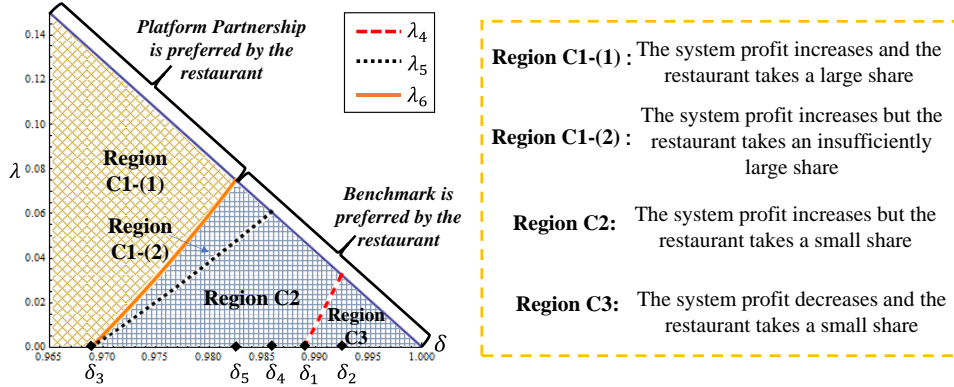 Platform Partnership
is preferred by the
restaurant
λ₄
λ₅
λ₆
0.14
0.12
0.10
0.08
0.06
0.04
0.02
0.00
λ
Region
C1-(1)
Region
C1-(2)
Region C2
Region
C3
Benchmark is
preferred by the
restaurant
0.965
0.970
0.975
0.980
0.985
0.990
0.995
1.000
δ
δ₃
δ₅
δ₄
δ₁
δ₂
Region C1-(1) : The system profit increases and the
restaurant takes a large share
Region C1-(2) : The system profit increases but the
restaurant takes an insufficiently
large share
Region C2: The system profit increases but the
restaurant takes a small share
Region C3: The system profit decreases and the
restaurant takes a small share